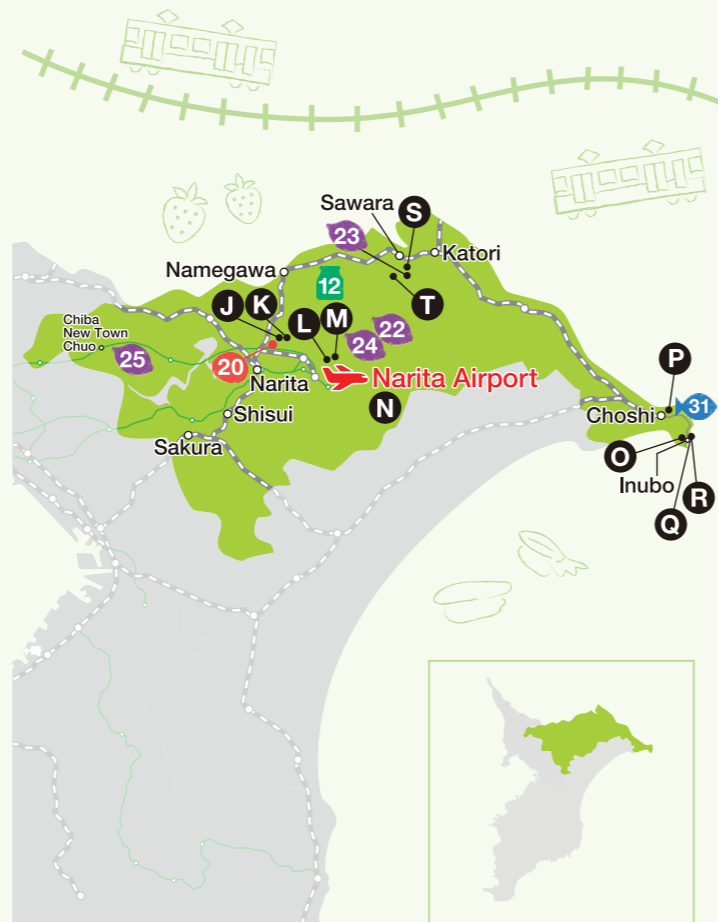 Sawara
S
23
Katori
Namegawa
12
J
K
L
M
T
Chiba
New Town
Chuo
25
22
24
20
Narita
Narita Airport
N
P
Choshi
31
Shisui
Sakura
O
Inubo
R
Q